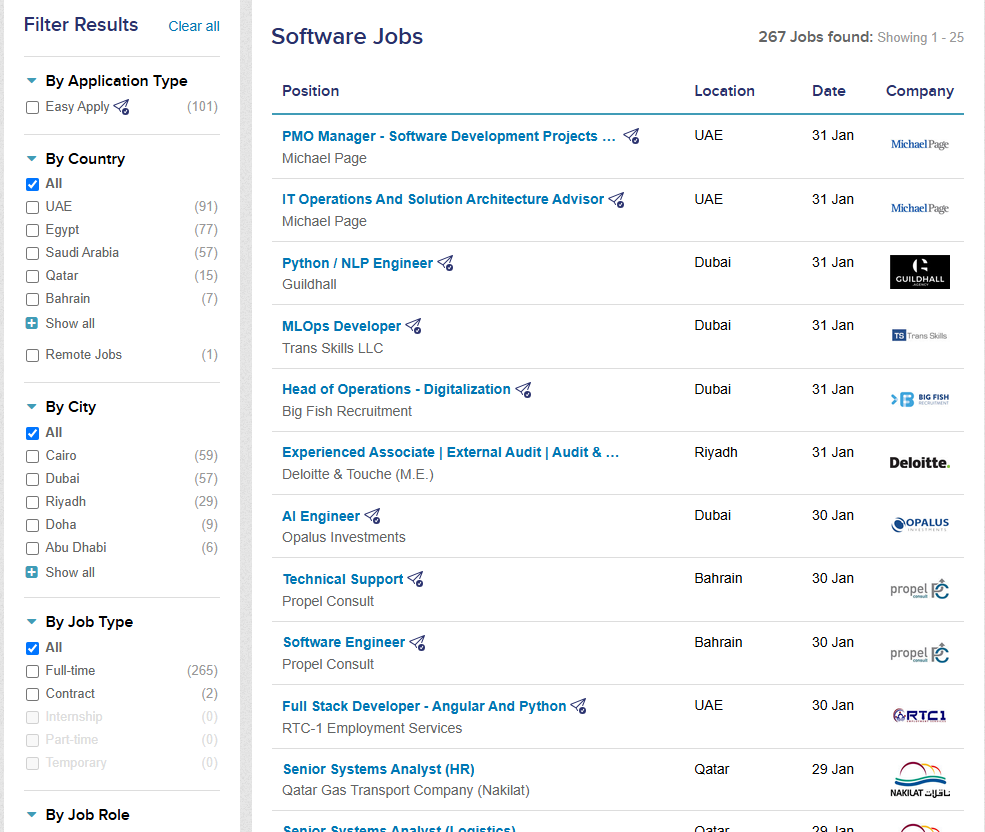 Filter Results Clear all
By Application Type
Easy Apply (101)
By Country
All
UAE (91)
Egypt (77)
Saudi Arabia (57)
Qatar (15)
Bahrain (7)
Show all
Remote Jobs (1)
By City
All
Cairo (59)
Dubai (57)
Riyadh (29)
Doha (9)
Abu Dhabi (6)
Show all
By Job Type
All
Full-time (265)
Contract (2)
Internship (0)
Part-time (0)
Temporary (0)
By Job Role
Software Jobs 267 Jobs found: Showing 1 - 25
Position Location Date Company
PMO Manager - Software Development Projects ... UAE 31 Jan MichaelPage
Michael Page
IT Operations And Solution Architecture Advisor UAE 31 Jan MichaelPage
Michael Page
Python / NLP Engineer Dubai 31 Jan GUILDHALL
Guildhall AGENCY
MLOps Developer Dubai 31 Jan TS Trans Skills
Trans Skills LLC
Head of Operations - Digitalization Dubai 31 Jan BIG FISH
Big Fish Recruitment RECRUITMENT
Experienced Associate | External Audit | Audit & ... Riyadh 31 Jan Deloitte.
Deloitte & Touche (M.E.)
AI Engineer Dubai 30 Jan OPALUS
Opalus Investments INVESTMENTS
Technical Support Bahrain 30 Jan propel PC
Propel Consult consult
Software Engineer Bahrain 30 Jan propel PC
Propel Consult consult
Full Stack Developer - Angular And Python UAE 30 Jan RTC1
RTC-1 Employment Services
Senior Systems Analyst (HR) Qatar 29 Jan
Qatar Gas Transport Company (Nakilat) NAKILAT ناقلات
Senior Systems Analyst (Logistics) Qatar 29 Jan